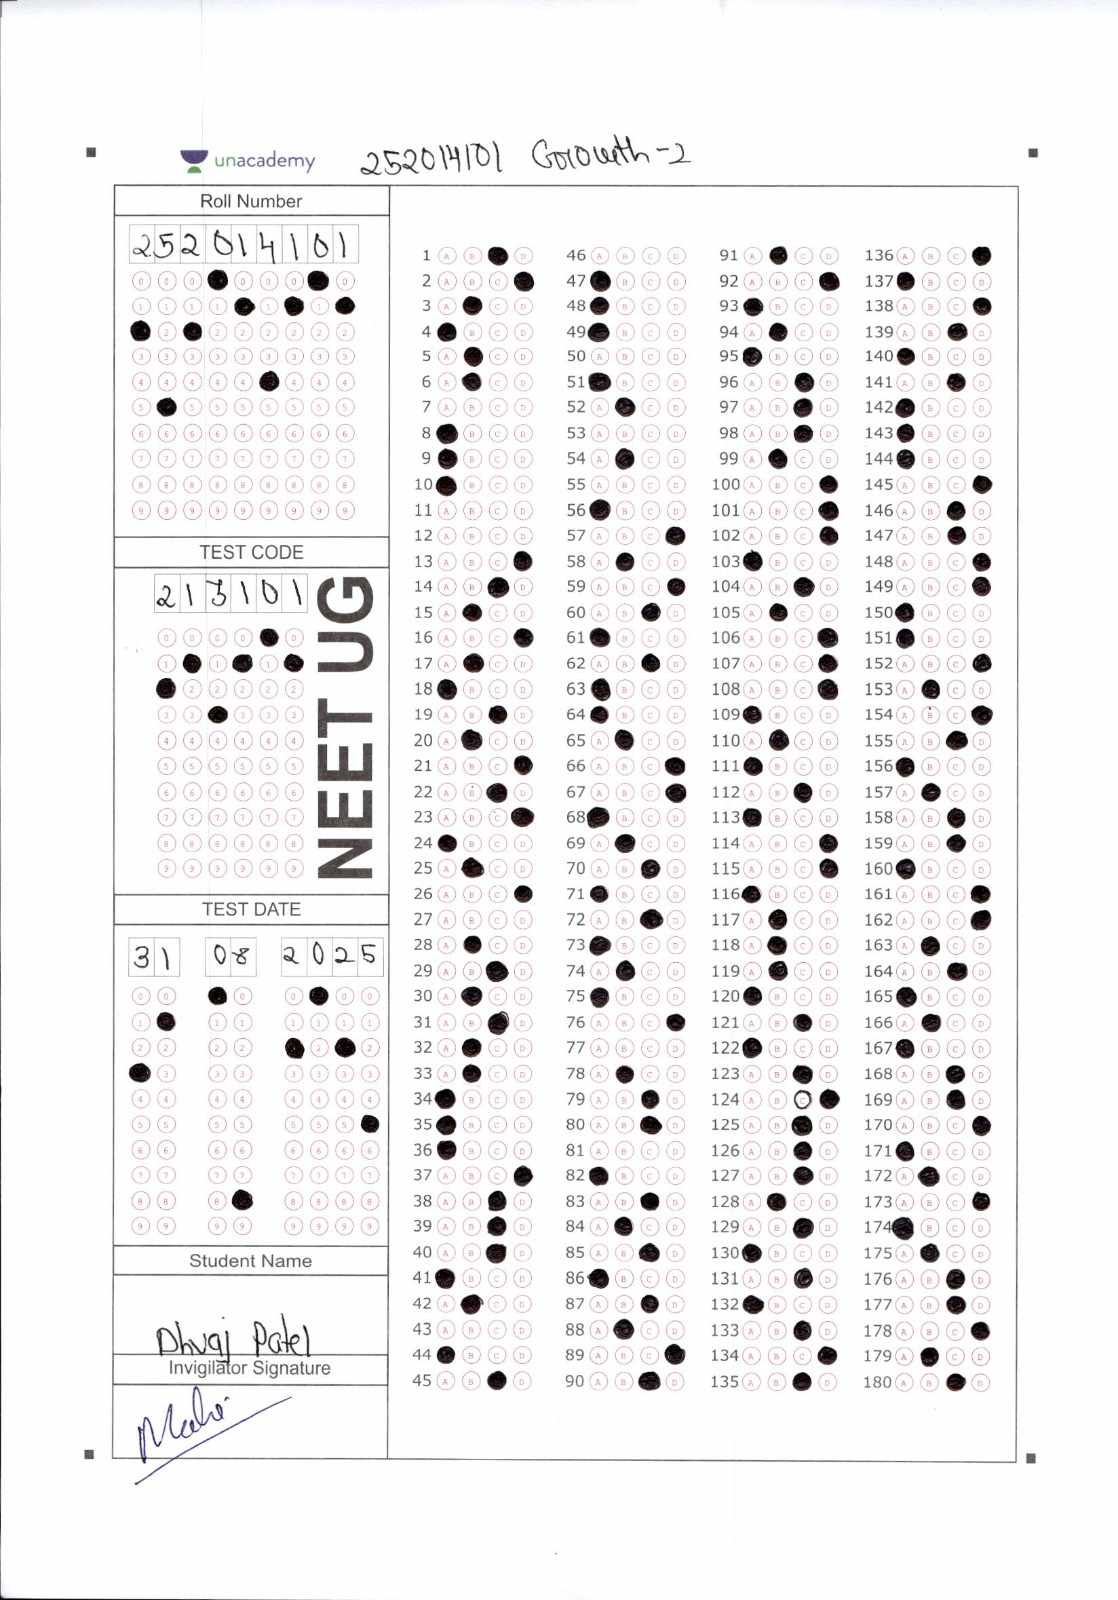 unacademy 252014101 Growth-2
Roll Number
252014101
TEST CODE
213101
NEET UG
TEST DATE
31 08 2025
Student Name
Dhvaj Patel
Invigilator Signature
1 A B D
2 A B C
3 A C D
4 B C D
5 A C D
6 A C D
7 A B C D
8 B C D
9 B C D
10 B C D
11 A B C D
12 A B C D
13 A B C
14 A B D
15 A C D
16 A B C
17 A C D
18 B C D
19 A B D
20 A C D
21 A B C
22 A B D
23 A B C
24 B C D
25 A C D
26 A B C
27 A B C D
28 A C D
29 A B D
30 A C D
31 A B D
32 A C D
33 A C D
34 B C D
35 B C D
36 B C D
37 A B C
38 A B D
39 A B D
40 A B D
41 B C D
42 A C D
43 A B C D
44 B C D
45 A B D
46 A B C D
47 B C D
48 B C D
49 B C D
50 A B C D
51 B C D
52 A C D
53 A B C D
54 A C D
55 A B C D
56 B C D
57 A B C
58 A C D
59 A B C
60 A B D
61 B C D
62 A B D
63 B C D
64 B C D
65 A C D
66 A B C
67 A B C
68 B C D
69 A C D
70 A B D
71 B C D
72 A B D
73 B C D
74 A C D
75 B C D
76 A B C
77 A B C D
78 A C D
79 A B D
80 A B D
81 A B C D
82 B C D
83 A B D
84 A C D
85 A B D
86 B C D
87 A B D
88 A C D
89 A B C
90 A B D
91 A C D
92 A B C
93 B C D
94 A C D
95 B C D
96 A B D
97 A B D
98 A B D
99 A C D
100 A B C
101 A B C
102 A B C
103 B C D
104 A B D
105 A C D
106 A B C
107 A B C
108 A B C
109 B C D
110 A C D
111 B C D
112 A B D
113 B C D
114 A B C
115 A B C
116 B C D
117 A C D
118 A C D
119 A C D
120 B C D
121 A B D
122 B C D
123 A B D
124 A B C
125 A B D
126 A B D
127 A B D
128 A C D
129 A B D
130 B C D
131 A B D
132 B C D
133 A B D
134 A B C
135 A B D
136 A B C
137 B C D
138 A B C
139 A B D
140 B C D
141 A B D
142 B C D
143 B C D
144 B C D
145 A B C
146 A B D
147 A B D
148 A B C
149 A B C
150 B C D
151 B C D
152 A B C
153 A C D
154 A B C
155 A B D
156 B C D
157 A C D
158 A B D
159 A B D
160 B C D
161 A B C
162 A B C
163 A C D
164 A B D
165 B C D
166 A C D
167 B C D
168 A B D
169 A B D
170 A B C
171 B C D
172 A C D
173 A B C
174 B C D
175 A C D
176 A B D
177 A B D
178 A B C
179 A C D
180 A B D